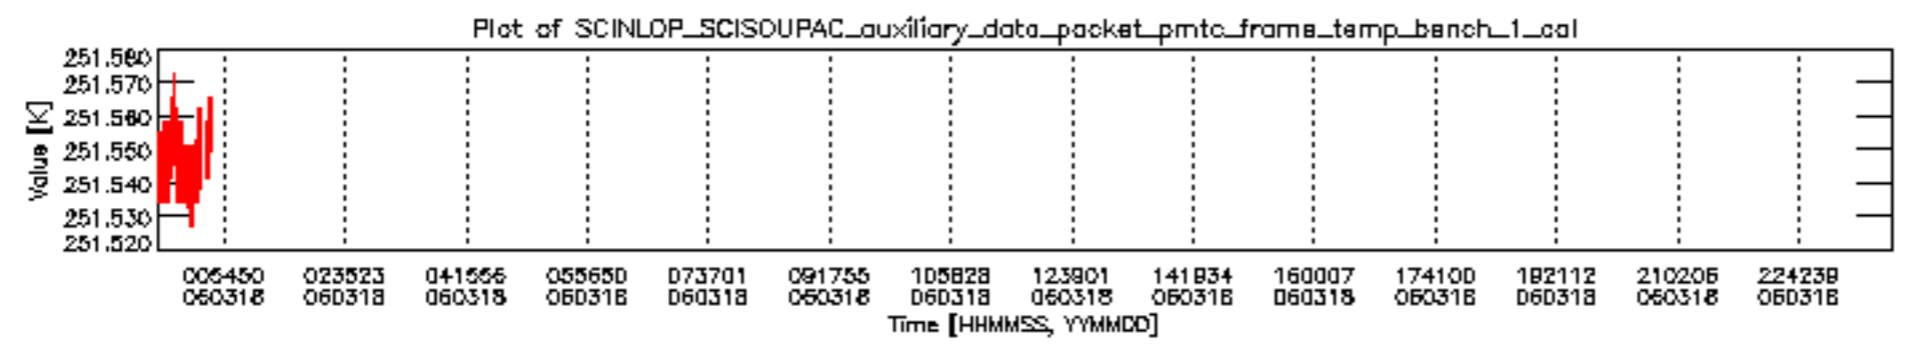 Plot of SCINLOP_SCISOUPAC_auxiliary_data_packet_pmtc_frame_temp_bench_1_cal
251.580
251.570
251.560
251.550
251.540
251.530
251.520
Value [K]
005450 023523 041556 055650 073701 091755 105828 123901 141934 160007 174100 192112 210206 224239
060318 060318 060318 060318 060318 060318 060318 060318 060318 060318 060318 060318 060318 060318
Time [HHMMSS, YYMMDD]